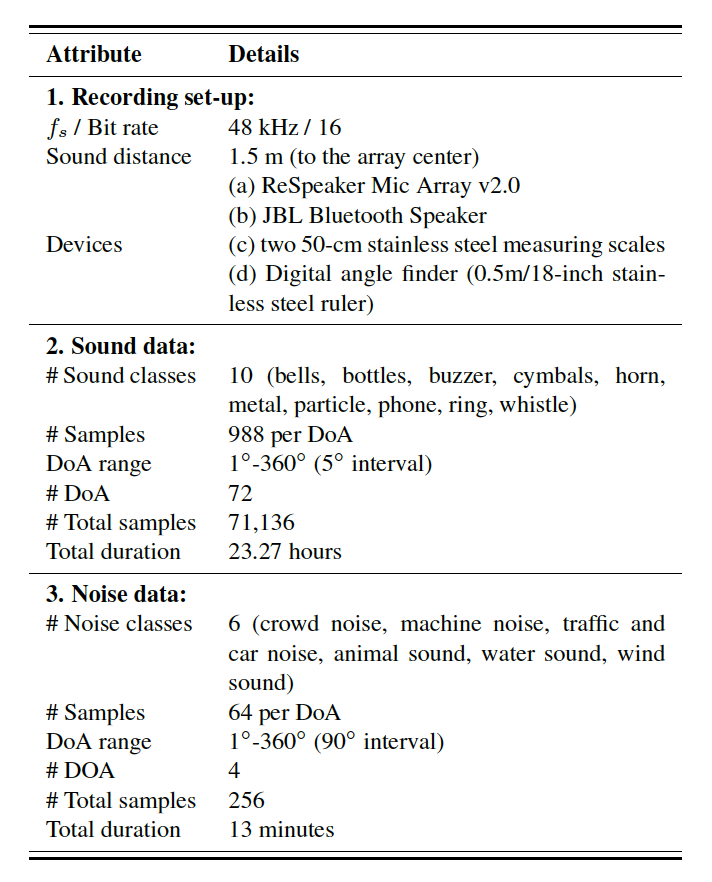 Attribute Details
1. Recording set-up:
fs / Bit rate 48 kHz / 16
Sound distance 1.5 m (to the array center)
(a) ReSpeaker Mic Array v2.0
(b) JBL Bluetooth Speaker
Devices (c) two 50-cm stainless steel measuring scales
(d) Digital angle finder (0.5m/18-inch stain-
less steel ruler)
2. Sound data:
# Sound classes 10 (bells, bottles, buzzer, cymbals, horn,
metal, particle, phone, ring, whistle)
# Samples 988 per DoA
DoA range 1°-360° (5° interval)
# DoA 72
# Total samples 71,136
Total duration 23.27 hours
3. Noise data:
# Noise classes 6 (crowd noise, machine noise, traffic and
car noise, animal sound, water sound, wind
sound)
# Samples 64 per DoA
DoA range 1°-360° (90° interval)
# DOA 4
# Total samples 256
Total duration 13 minutes